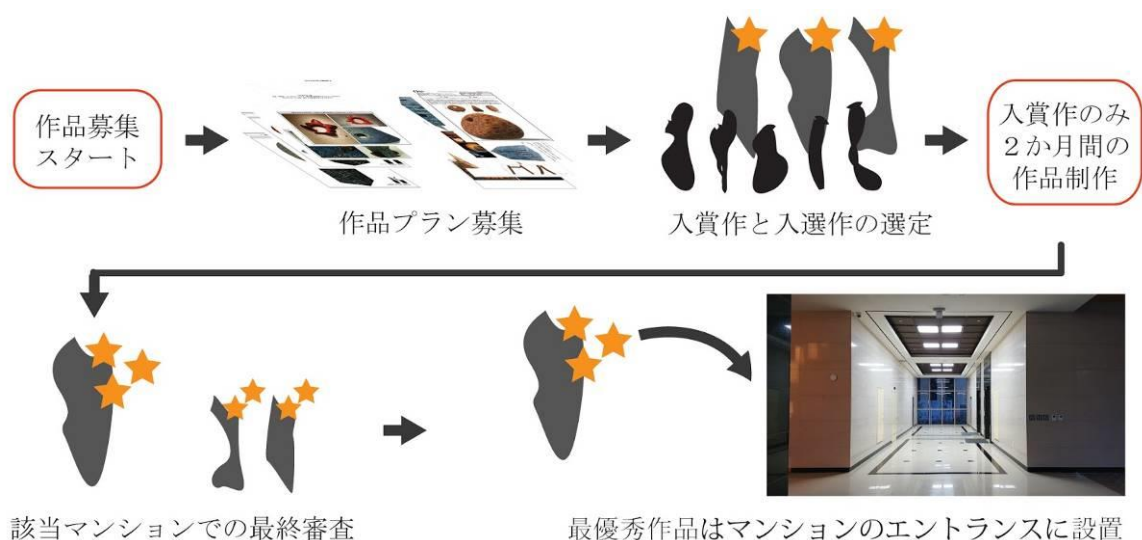 作品募集
スタート
作品プラン募集
入賞作と入選作の選定
入賞作のみ
２か月間の
作品制作
該当マンションでの最終審査
最優秀作品はマンションのエントランスに設置